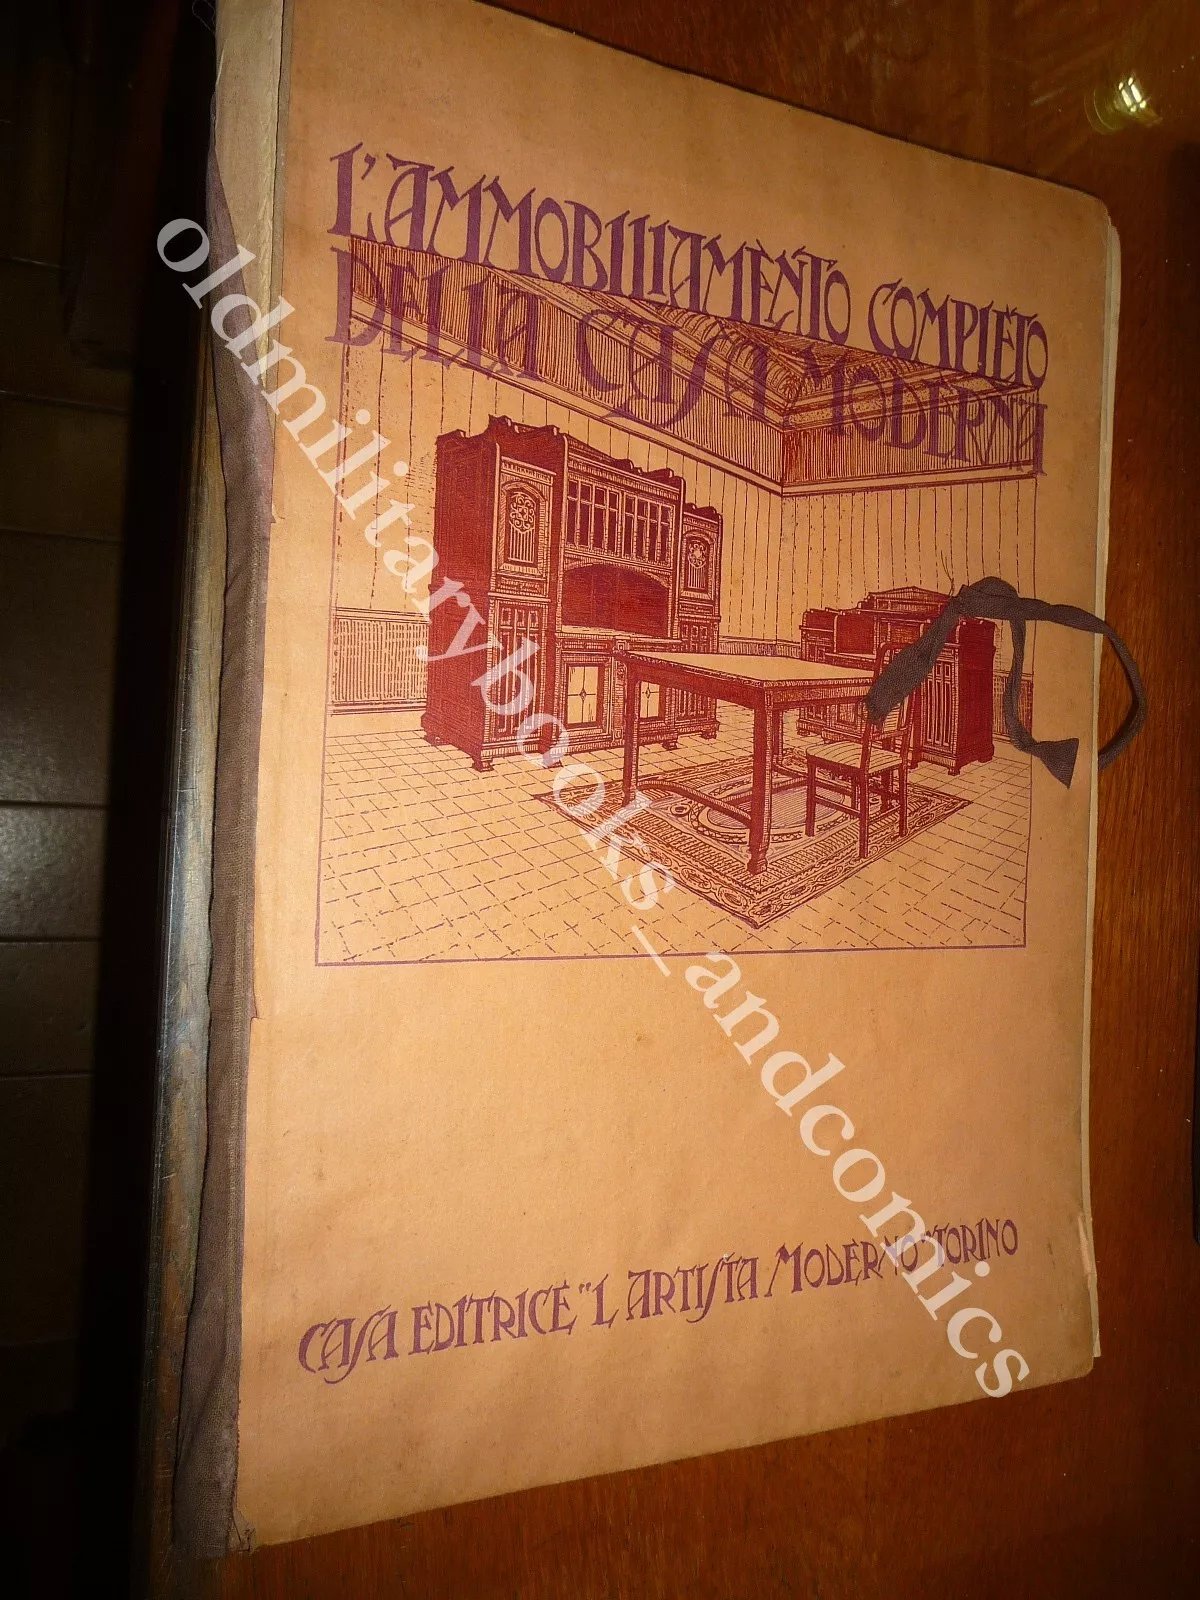 L'AMMOBILIAMENTO COMPLETO
DELLA CASA MODERNA
CASA EDITRICE "L ARTISTA MODERNO" TORINO
oldmilitarybooks_andcomics